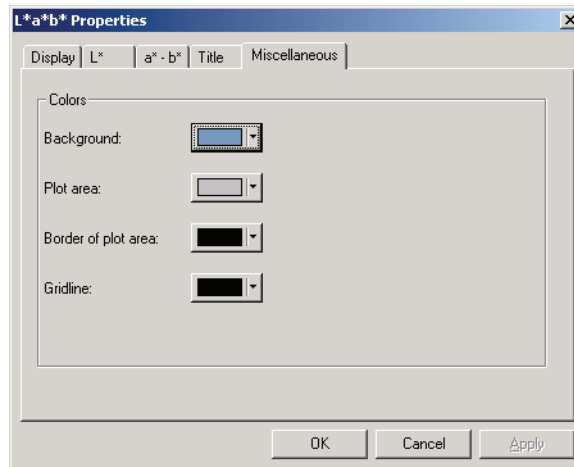 L*a*b* Properties
Display L* a* - b* Title Miscellaneous
Colors
Background:
Plot area:
Border of plot area:
Gridline:
OK Cancel Apply